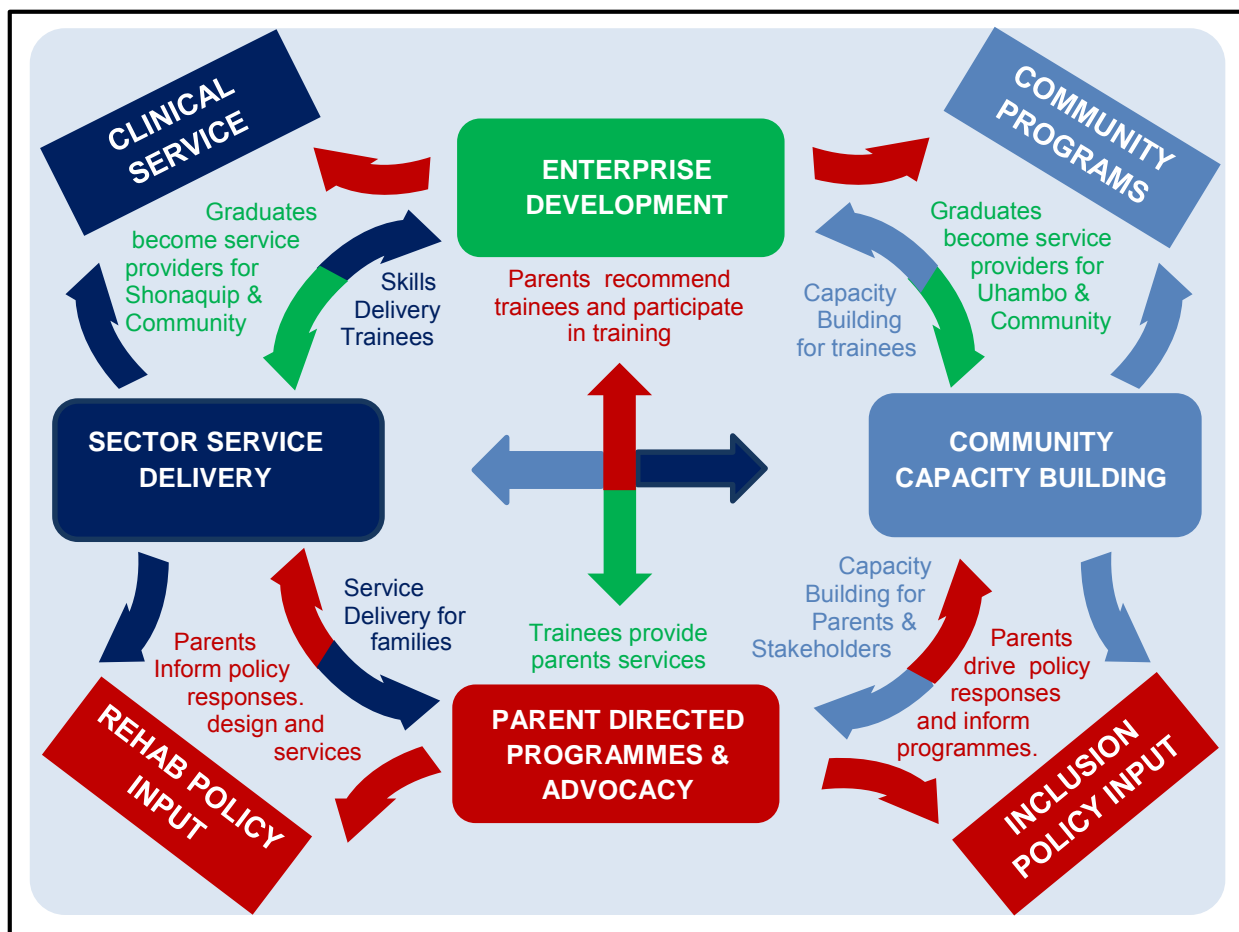 CLINICAL
SERVICE
COMMUNITY
PROGRAMS
ENTERPRISE
DEVELOPMENT
Graduates
become service
providers for
Shonaquip &
Community
Skills
Delivery
Trainees
Parents recommend
trainees and participate
in training
Capacity
Building
for trainees
Graduates
become service
providers for
Uhambo &
Community
SECTOR SERVICE
DELIVERY
COMMUNITY
CAPACITY BUILDING
Service
Delivery for
families
Parents
Inform policy
responses.
design and
services
Trainees provide
parents services
Capacity
Building for
Parents &
Stakeholders
Parents
drive policy
responses
and inform
programmes.
REHAB POLICY
INPUT
PARENT DIRECTED
PROGRAMMES &
ADVOCACY
INCLUSION
POLICY INPUT